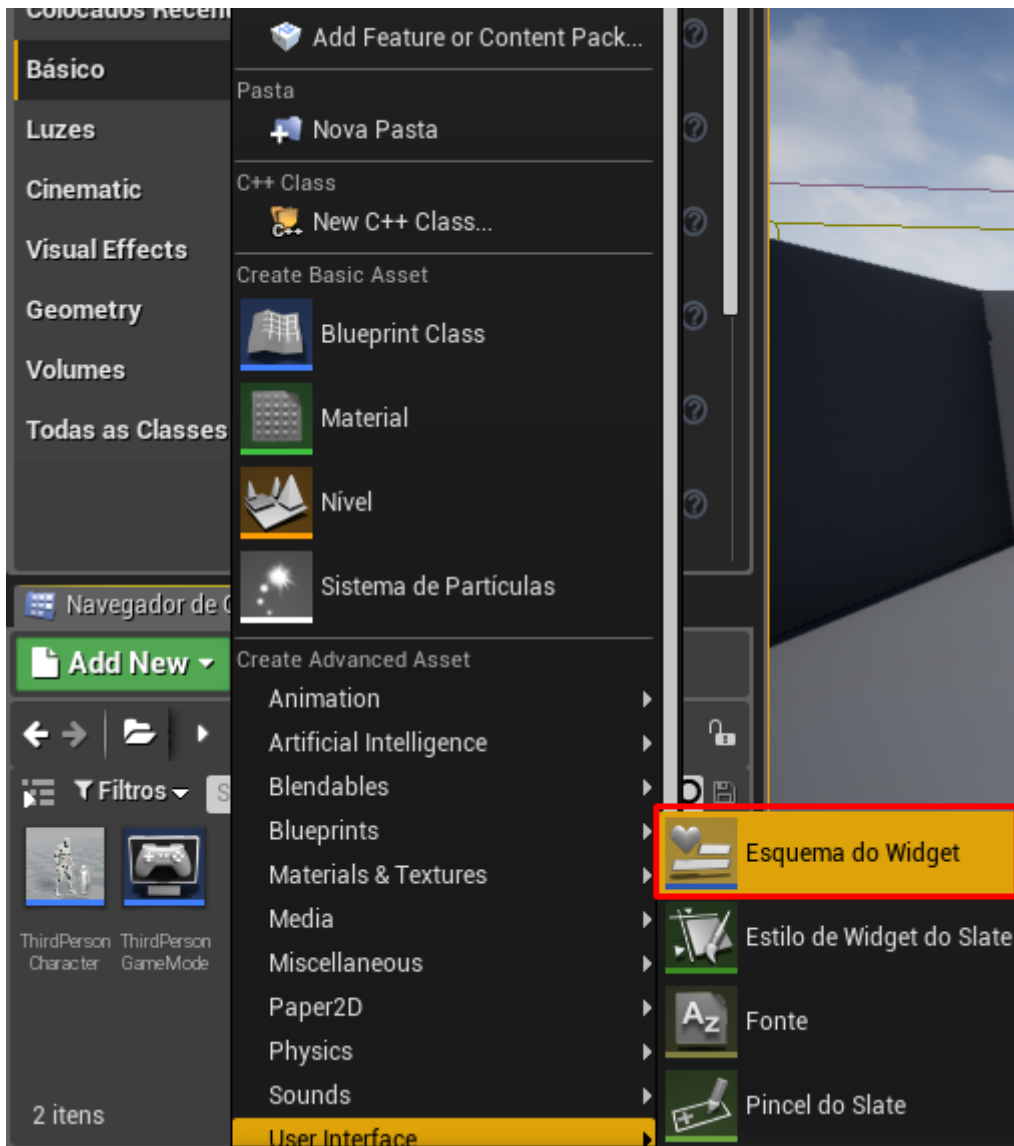 Colocados Recen
Básico
Luzes
Cinematic
Visual Effects
Geometry
Volumes
Todas as Classes
Add Feature or Content Pack...
Pasta
Nova Pasta
C++ Class
C++
New C++ Class...
Create Basic Asset
Blueprint Class
Material
Nível
Sistema de Partículas
Create Advanced Asset
Animation
Artificial Intelligence
Blendables
Blueprints
Materials & Textures
Media
Miscellaneous
Paper2D
Physics
Sounds
User Interface
Navegador de C
Add New
Filtros
S
ThirdPerson
Character
ThirdPerson
GameMode
2 itens
Esquema do Widget
Estilo de Widget do Slate
Az
Fonte
Pincel do Slate